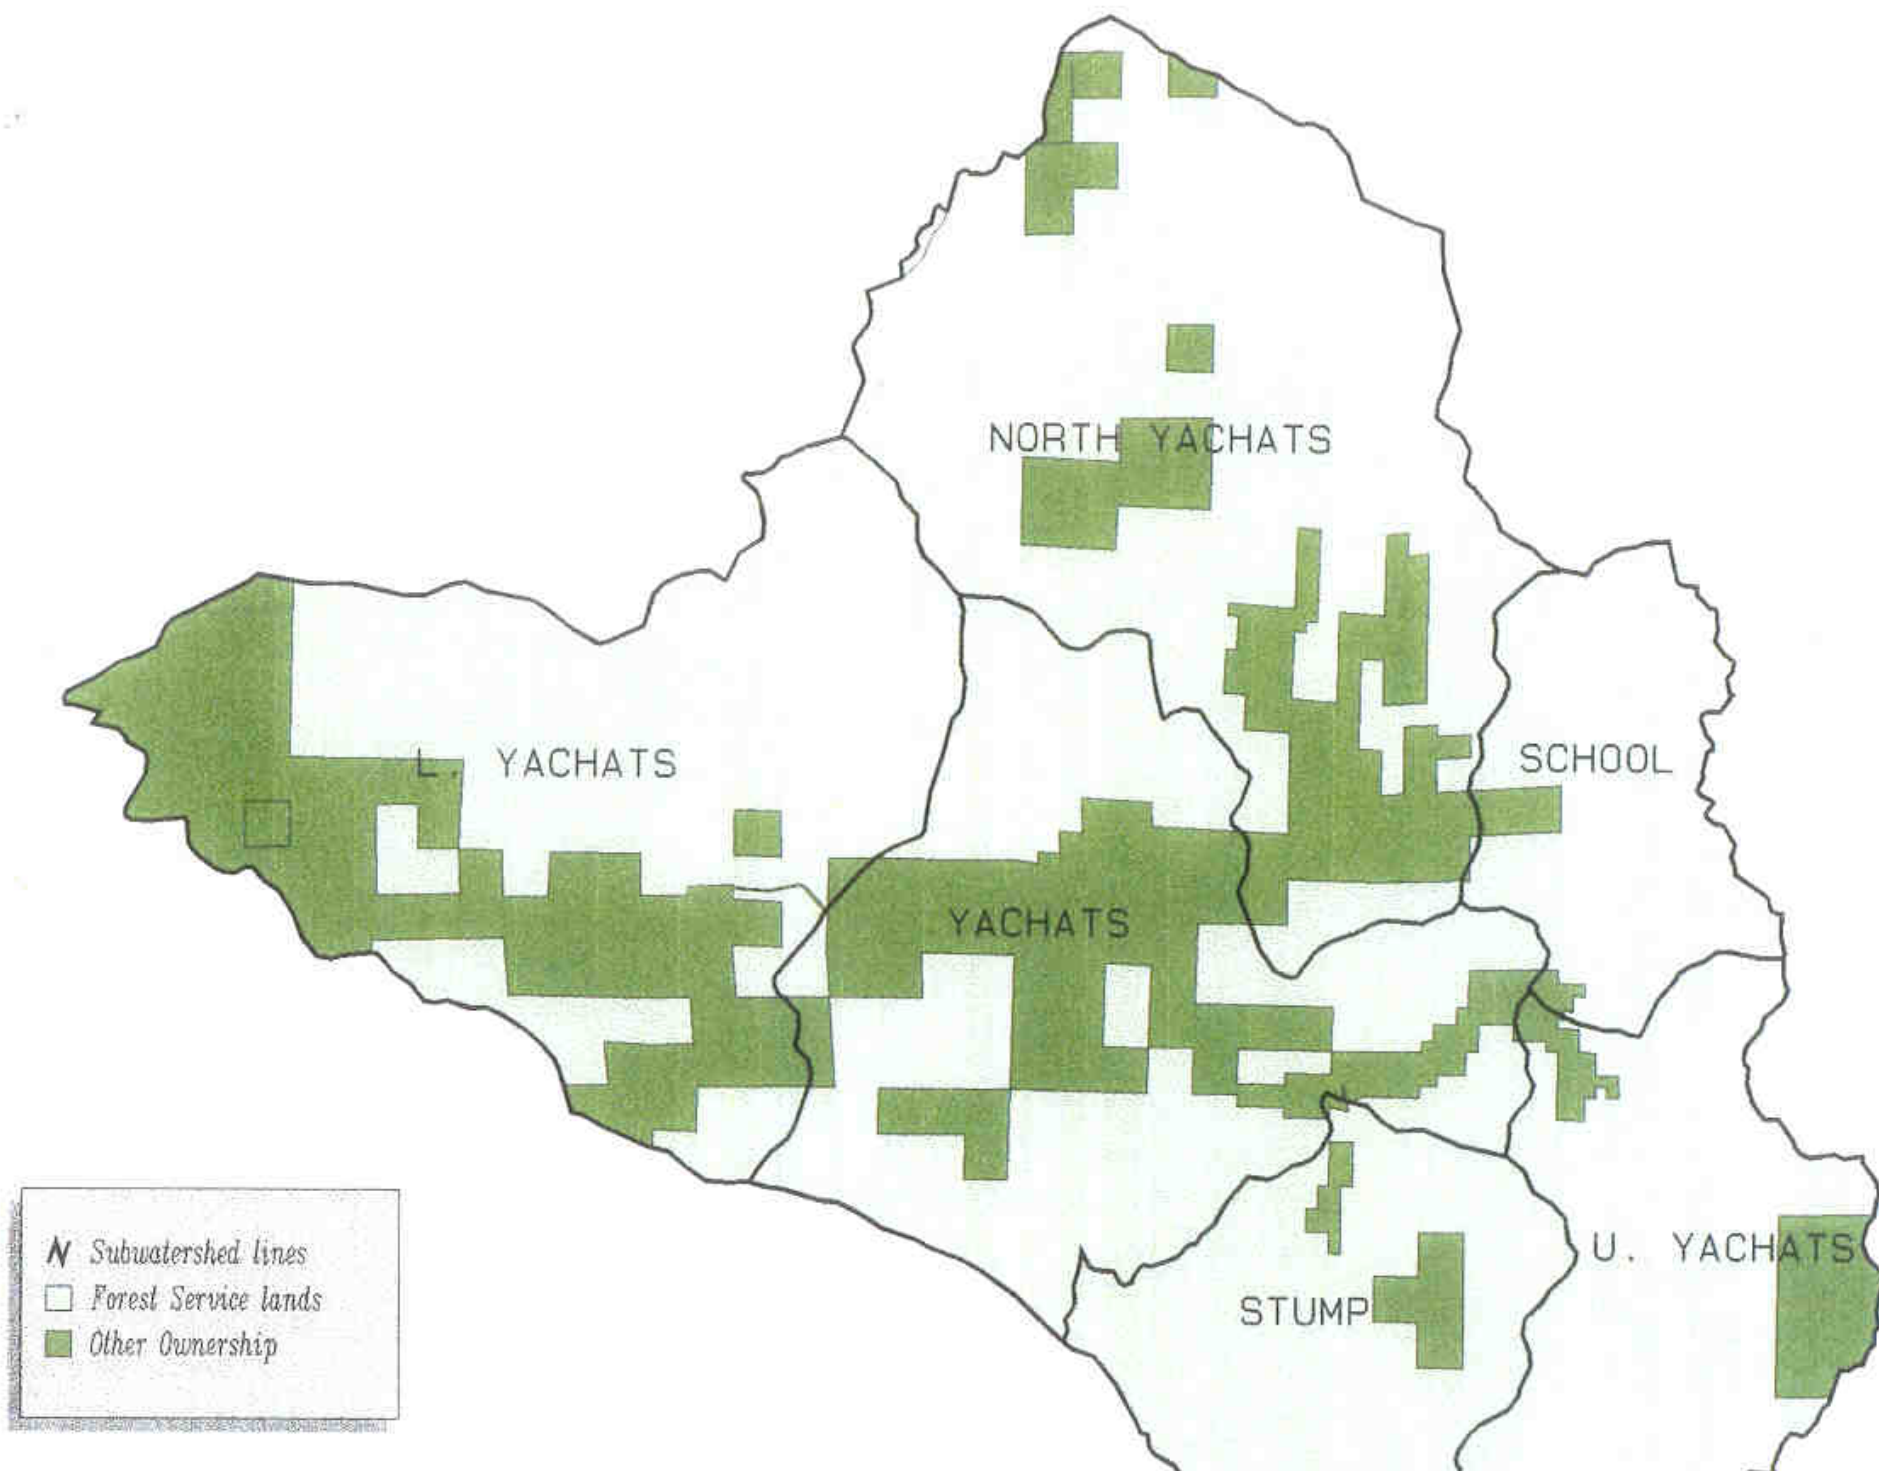 NORTH YACHATS
SCHOOL
L. YACHATS
YACHATS
U. YACHATS
STUMP
Subwatershed lines
Forest Service lands
Other Ownership